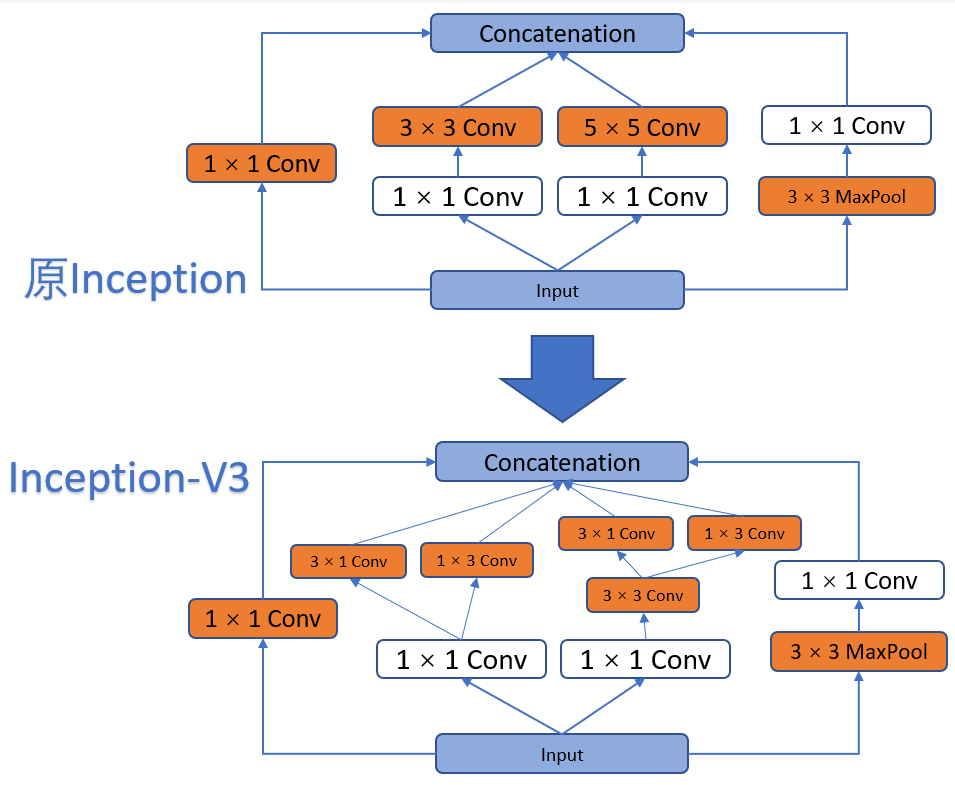 Concatenation
3 × 3 Conv
5 × 5 Conv
1 × 1 Conv
1 × 1 Conv
1 × 1 Conv
1 × 1 Conv
3 × 3 MaxPool
原Inception
Input
Inception-V3
Concatenation
3 × 1 Conv
1 × 3 Conv
3 × 1 Conv
1 × 3 Conv
1 × 1 Conv
3 × 3 Conv
1 × 1 Conv
1 × 1 Conv
1 × 1 Conv
3 × 3 MaxPool
Input